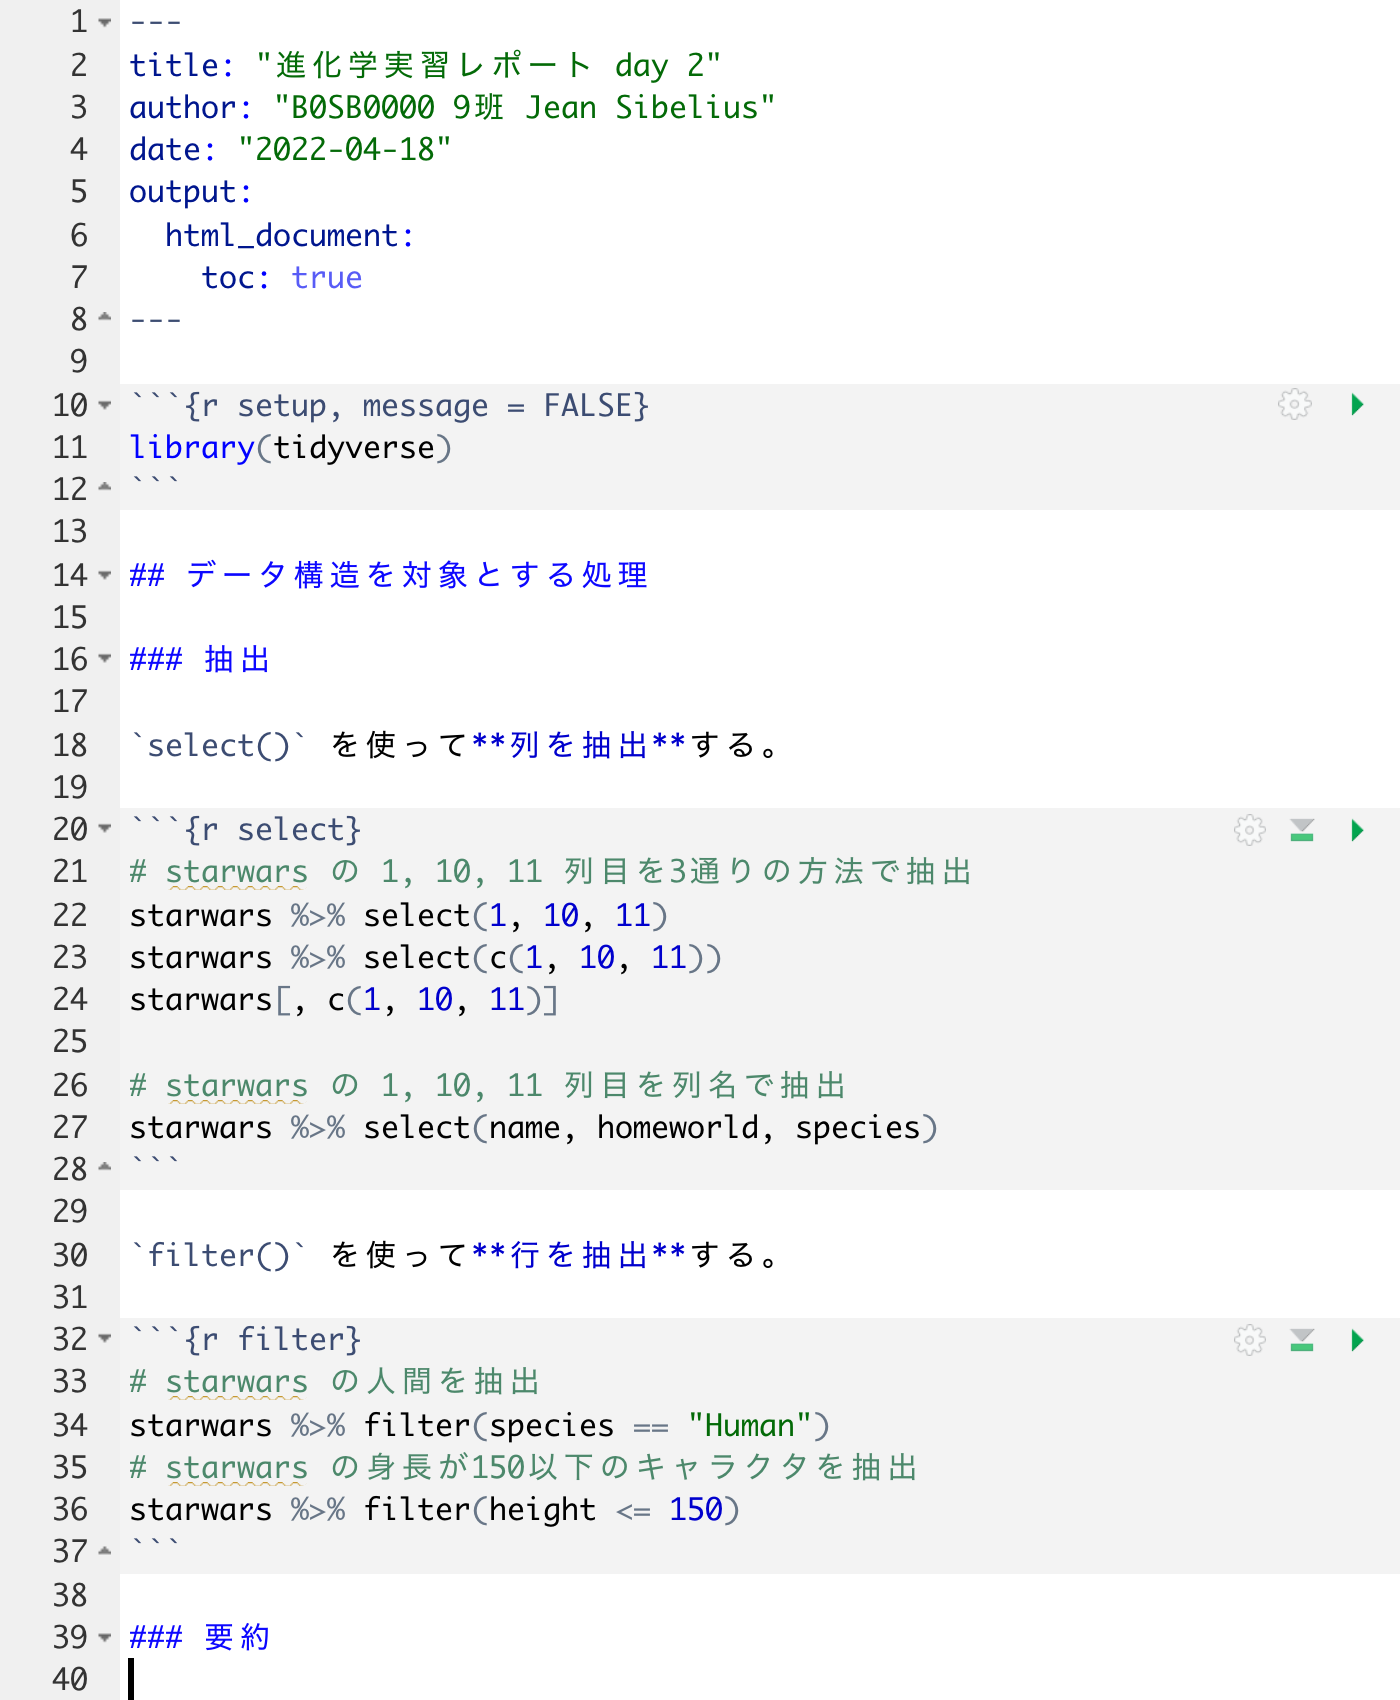 1 ---
2 title: "進化学実習レポート day 2"
3 author: "B0SB0000 9班 Jean Sibelius"
4 date: "2022-04-18"
5 output:
6   html_document:
7     toc: true
8 ---
9
10 ```{r setup, message = FALSE}
11 library(tidyverse)
12 ```
13
14 ## データ構造を対象とする処理
15
16 ### 抽出
17
18 `select()` を使って**列を抽出**する。
19
20 ```{r select}
21 # starwars の 1, 10, 11 列目を3通りの方法で抽出
22 starwars %>% select(1, 10, 11)
23 starwars %>% select(c(1, 10, 11))
24 starwars[, c(1, 10, 11)]
25
26 # starwars の 1, 10, 11 列目を列名で抽出
27 starwars %>% select(name, homeworld, species)
28 ```
29
30 `filter()` を使って**行を抽出**する。
31
32 ```{r filter}
33 # starwars の人間を抽出
34 starwars %>% filter(species == "Human")
35 # starwars の身長が150以下のキャラクタを抽出
36 starwars %>% filter(height <= 150)
37 ```
38
39 ### 要約
40